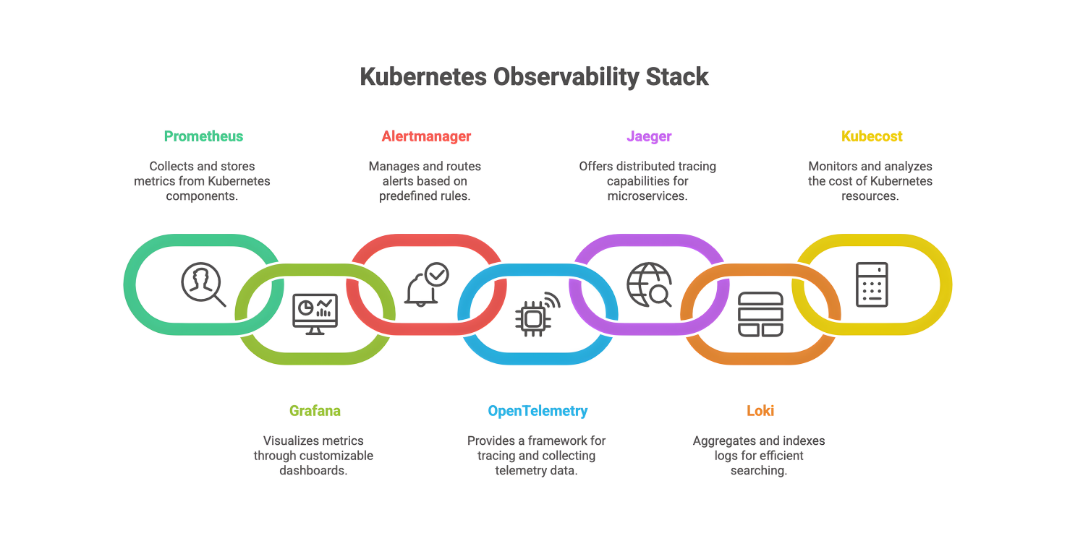 Kubernetes Observability Stack
Prometheus
Collects and stores
metrics from Kubernetes
components.
Alertmanager
Manages and routes
alerts based on
predefined rules.
Jaeger
Offers distributed tracing
capabilities for
microservices.
Kubecost
Monitors and analyzes
the cost of Kubernetes
resources.
Grafana
Visualizes metrics
through customizable
dashboards.
OpenTelemetry
Provides a framework for
tracing and collecting
telemetry data.
Loki
Aggregates and indexes
logs for efficient
searching.